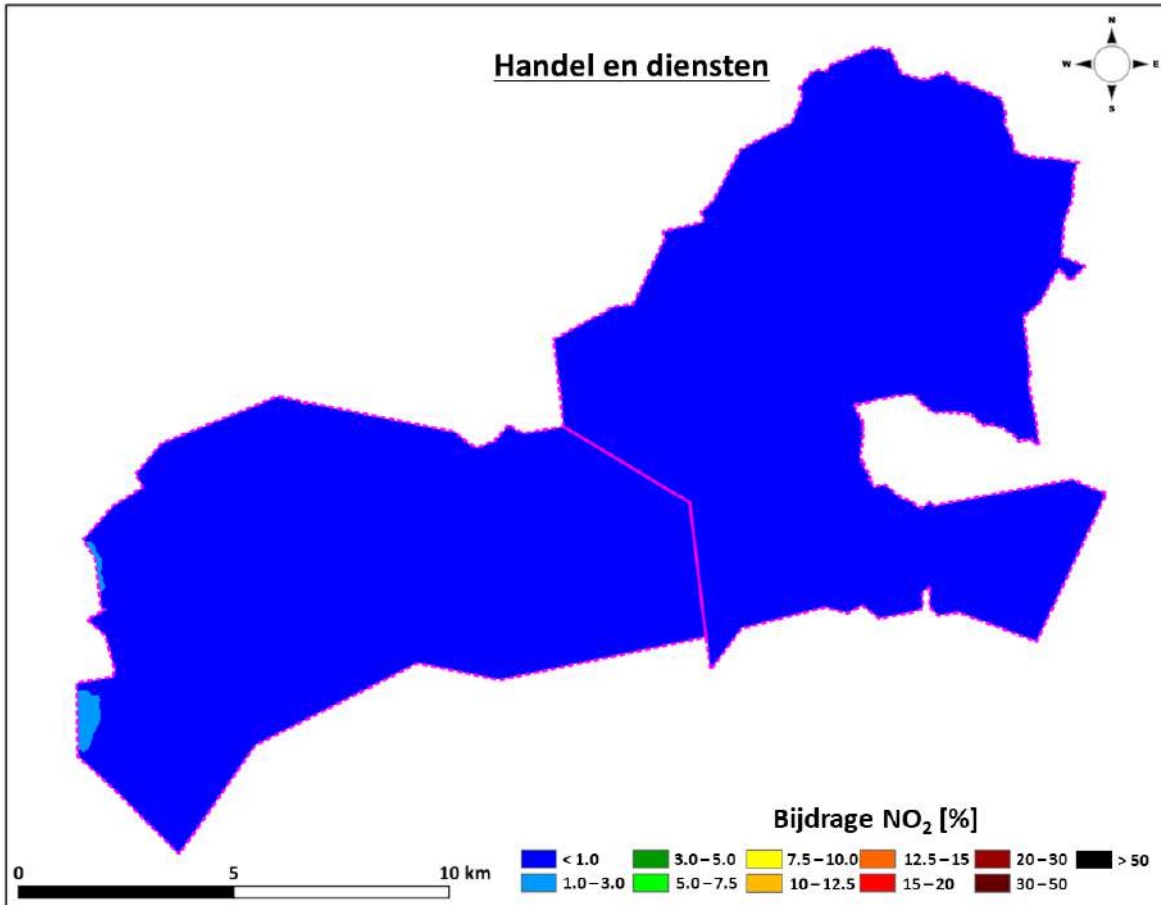 N
Handel en diensten
W E
S
Bijdrage NO₂ [%]
0 5 10 km
< 1.0 3.0–5.0 7.5–10.0 12.5–15 20–30 > 50
1.0–3.0 5.0–7.5 10–12.5 15–20 30–50